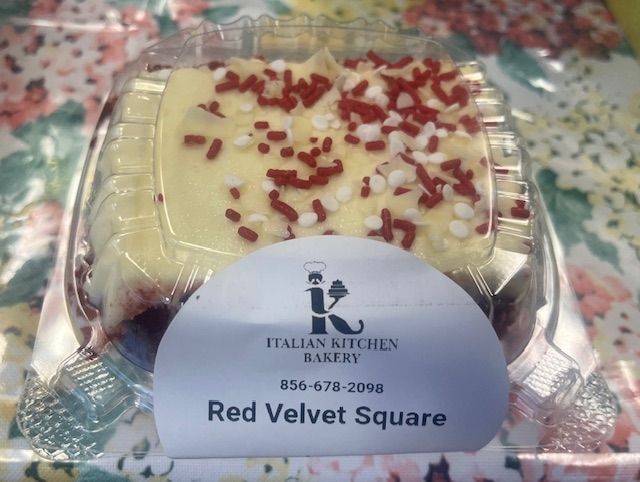 ITALIAN KITCHEN
BAKERY
856-678-2098
Red Velvet Square